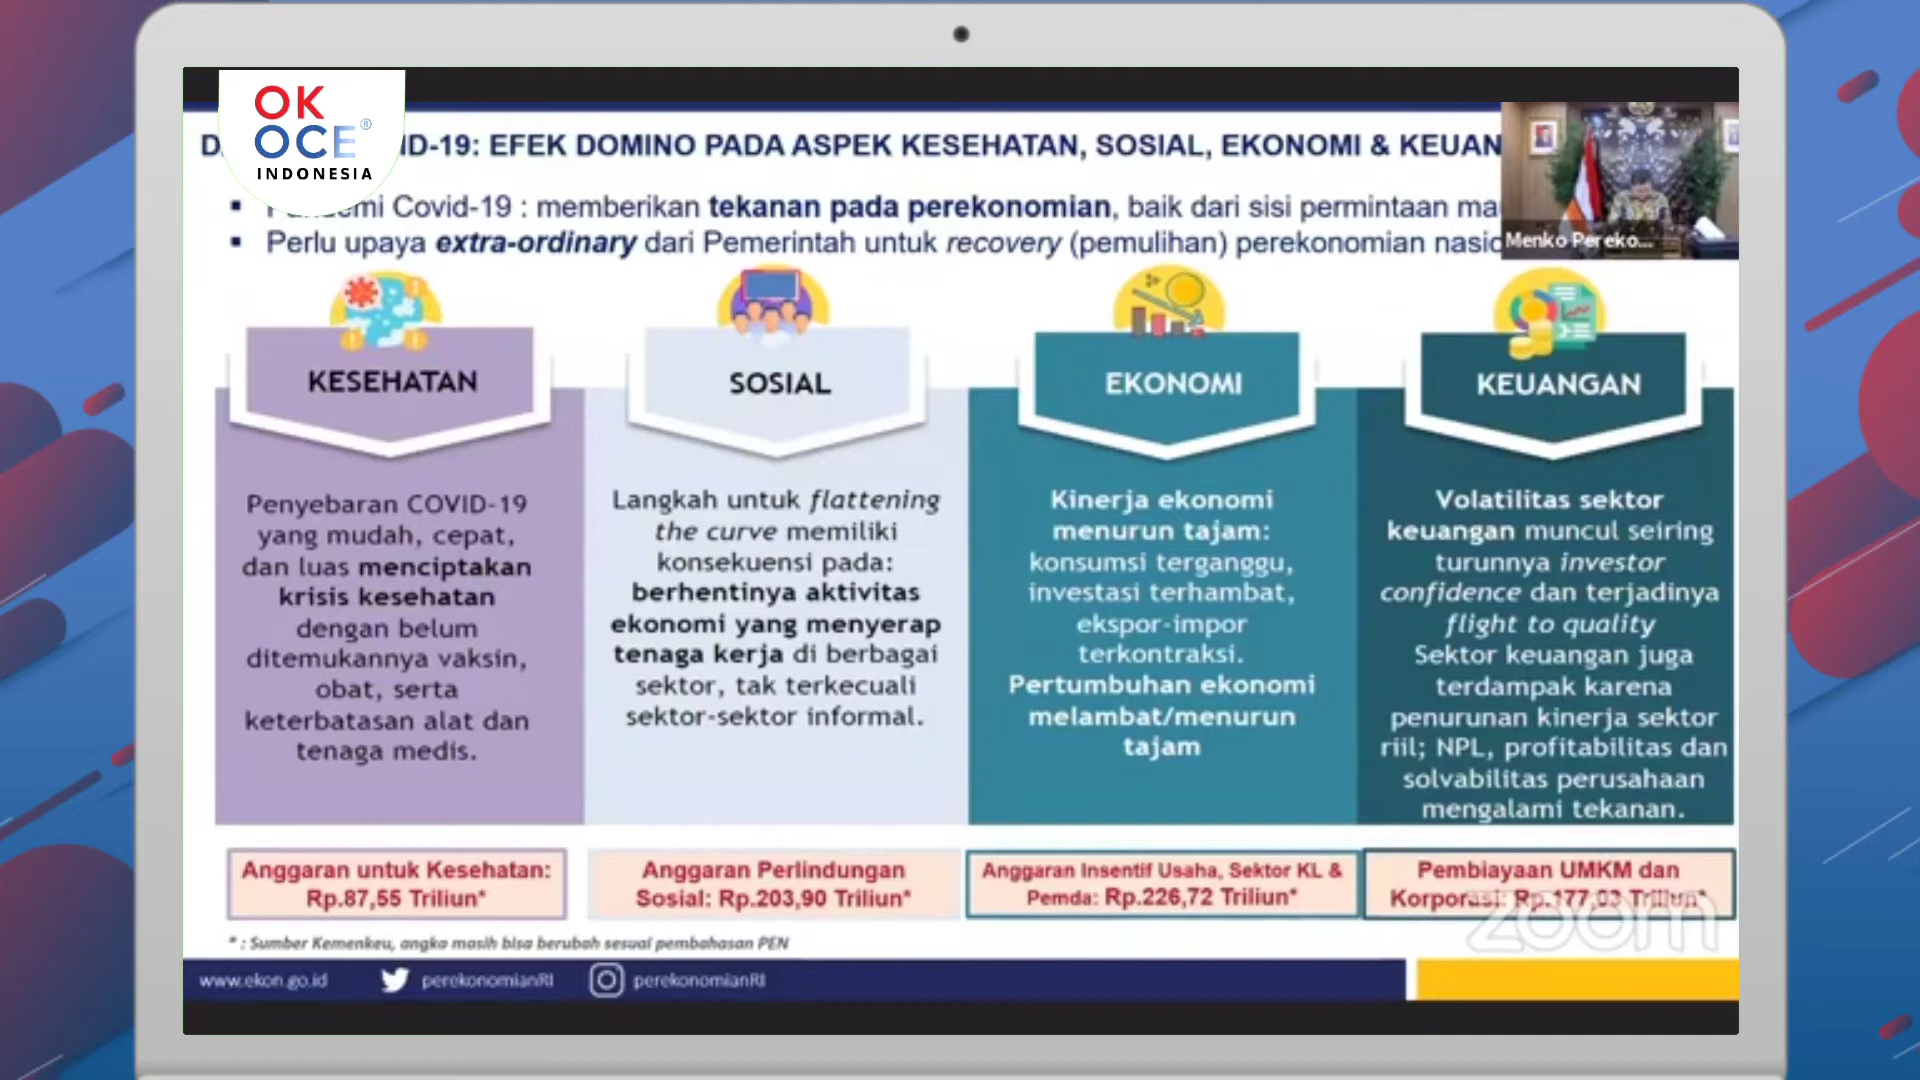 OK
OCE®
INDONESIA
ID-19: EFEK DOMINO PADA ASPEK KESEHATAN, SOSIAL, EKONOMI & KEUAN
Covid-19 : memberikan tekanan pada perekonomian, baik dari sisi permintaan
Perlu upaya extra-ordinary dari Pemerintah untuk recovery (pemulihan) perekonomian
Menko Pereko...
KESEHATAN
Penyebaran COVID-19
yang mudah, cepat,
dan luas menciptakan
krisis kesehatan
dengan belum
ditemukannya vaksin,
obat, serta
keterbatasan alat dan
tenaga medis.
Anggaran untuk Kesehatan:
Rp.87,55 Triliun*
SOSIAL
Langkah untuk flattening
the curve memiliki
konsekuensi pada:
berhentinya aktivitas
ekonomi yang menyerap
tenaga kerja di berbagai
sektor, tak terkecuali
sektor-sektor informal.
Anggaran Perlindungan
Sosial: Rp.203,90 Triliun*
EKONOMI
Kinerja ekonomi
menurun tajam:
konsumsi terganggu,
investasi terhambat,
ekspor-impor
terkontraksi.
Pertumbuhan ekonomi
melambat/menurun
tajam
Anggaran Insentif Usaha, Sektor KL &
Pemda: Rp.226,72 Triliun*
KEUANGAN
Volatilitas sektor
keuangan muncul seiring
turunnya investor
confidence dan terjadinya
flight to quality
Sektor keuangan juga
terdampak karena
penurunan kinerja sektor
riil; NPL, profitabilitas dan
solvabilitas perusahaan
mengalami tekanan.
Pembiayaan UMKM dan
Korporasi: Rp.177,03 Triliun*
zoom
* : Sumber Kemenkeu, angka masih bisa berubah sesuai pembahasan PEN
www.ekon.go.id
perekonomianRI
perekonomianRI